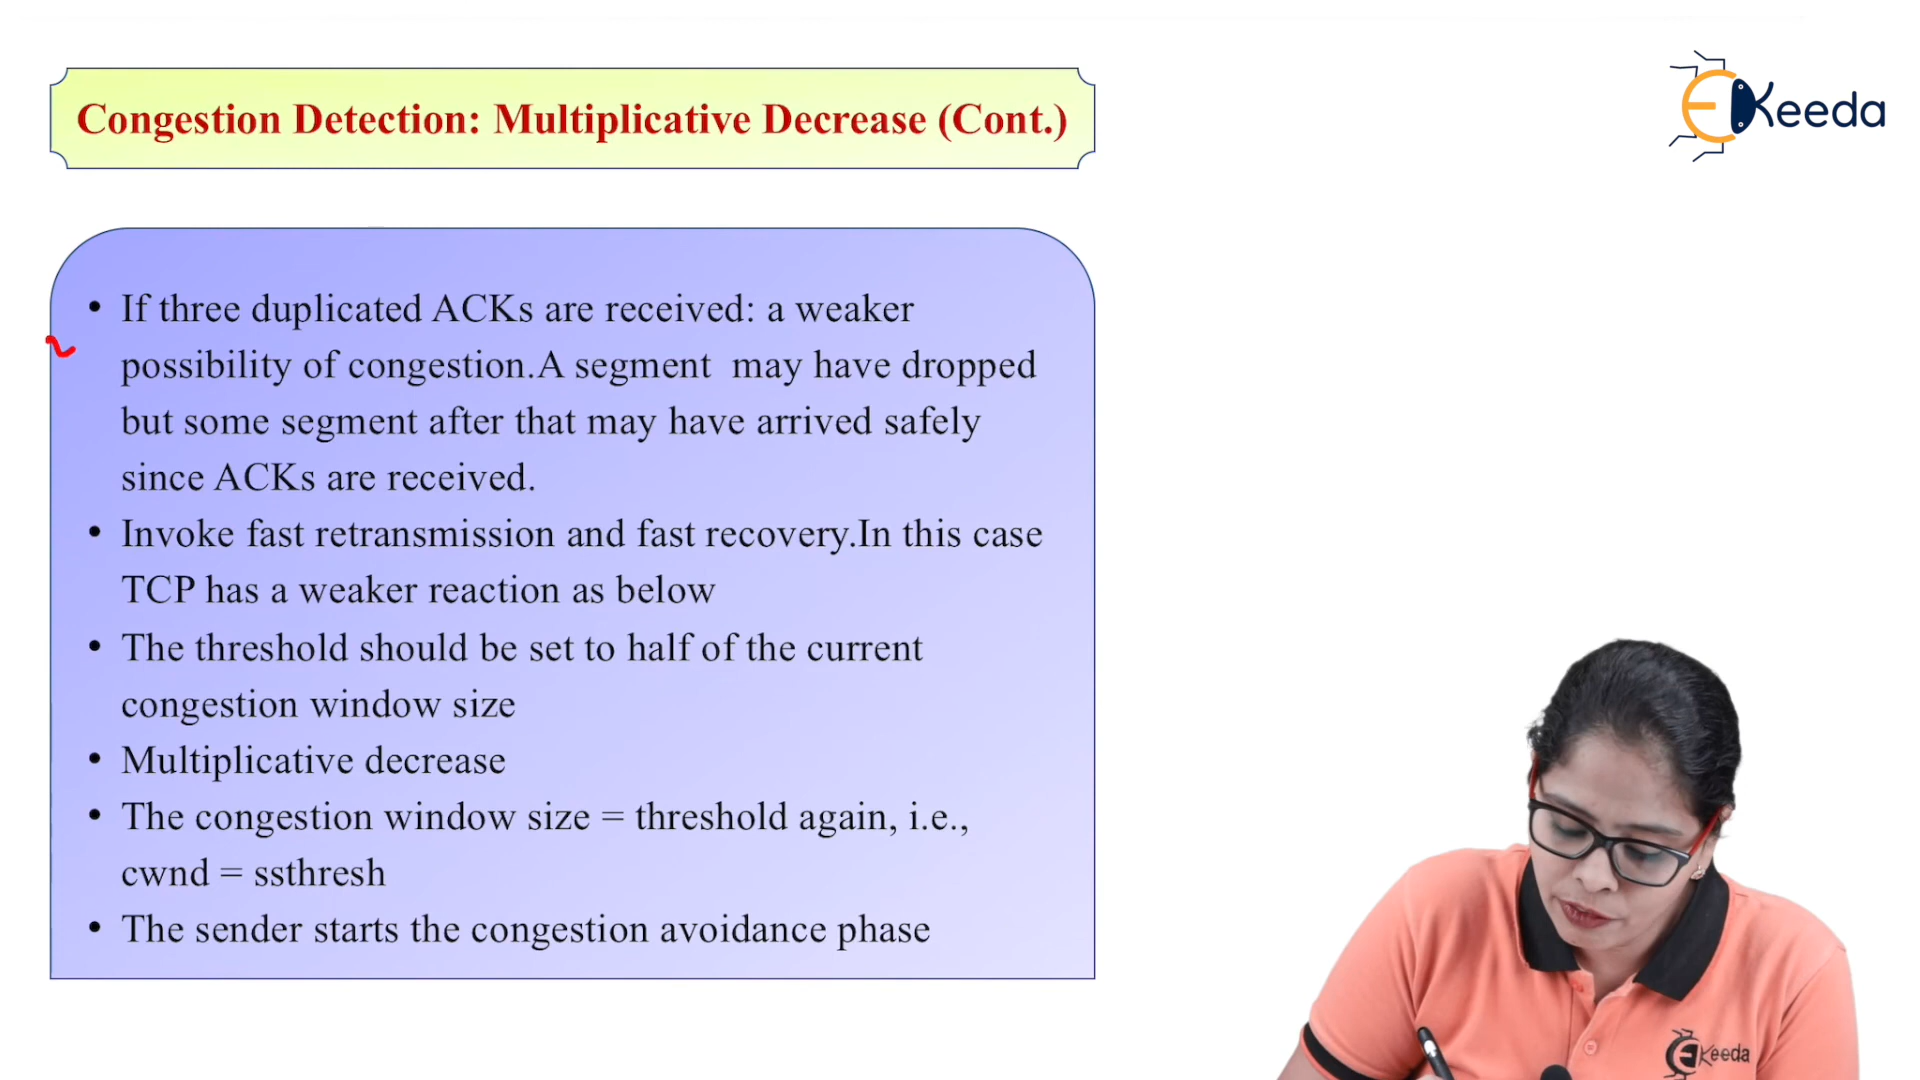 Congestion Detection: Multiplicative Decrease (Cont.)
EKeeda
• If three duplicated ACKs are received: a weaker
possibility of congestion.A segment may have dropped
but some segment after that may have arrived safely
since ACKs are received.
• Invoke fast retransmission and fast recovery.In this case
TCP has a weaker reaction as below
• The threshold should be set to half of the current
congestion window size
• Multiplicative decrease
• The congestion window size = threshold again, i.e.,
cwnd = ssthresh
• The sender starts the congestion avoidance phase
EKeeda